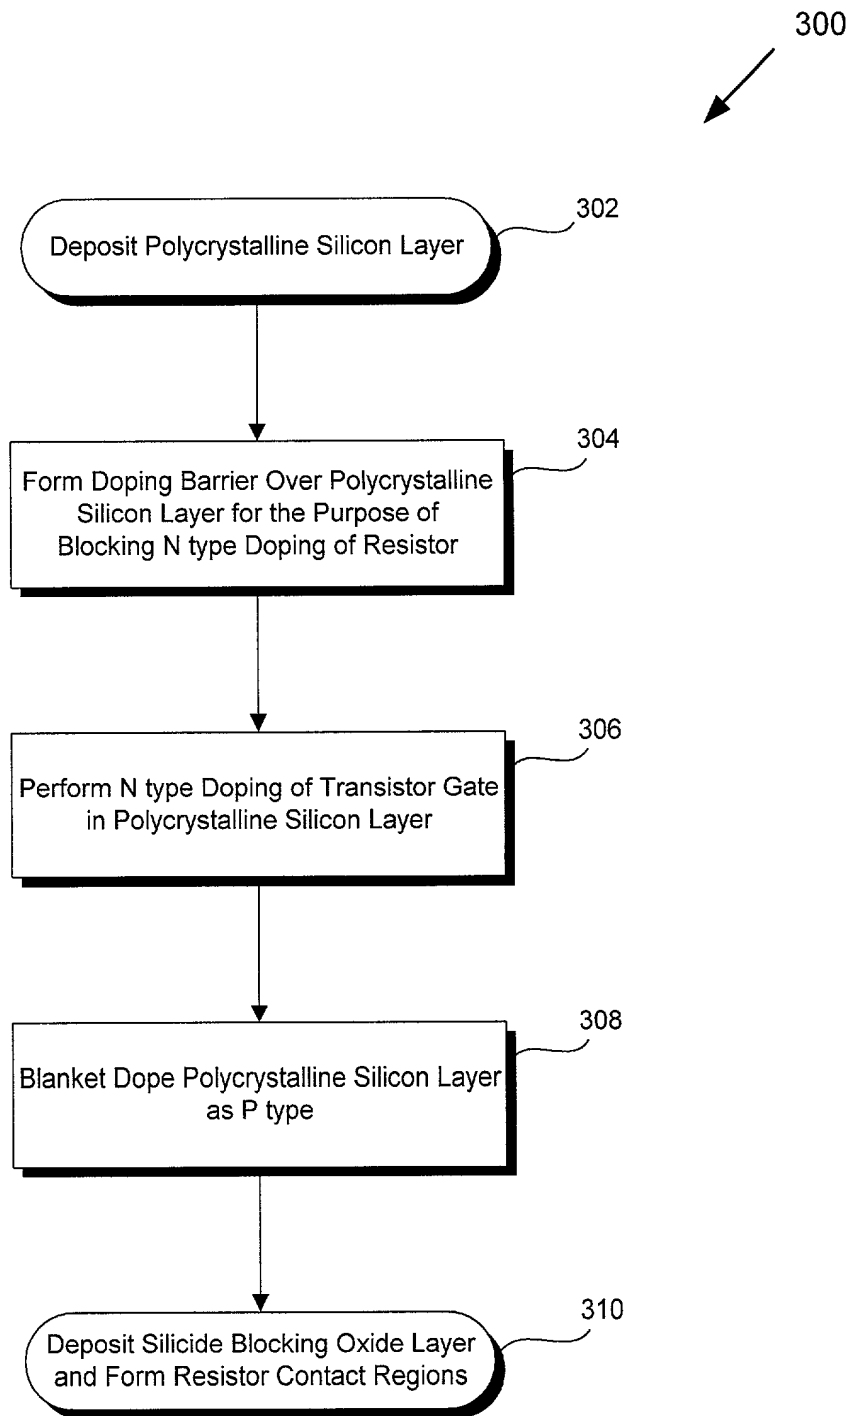 300
302
Deposit Polycrystalline Silicon Layer
304
Form Doping Barrier Over Polycrystalline
Silicon Layer for the Purpose of
Blocking N type Doping of Resistor
306
Perform N type Doping of Transistor Gate
in Polycrystalline Silicon Layer
308
Blanket Dope Polycrystalline Silicon Layer
as P type
310
Deposit Silicide Blocking Oxide Layer
and Form Resistor Contact Regions